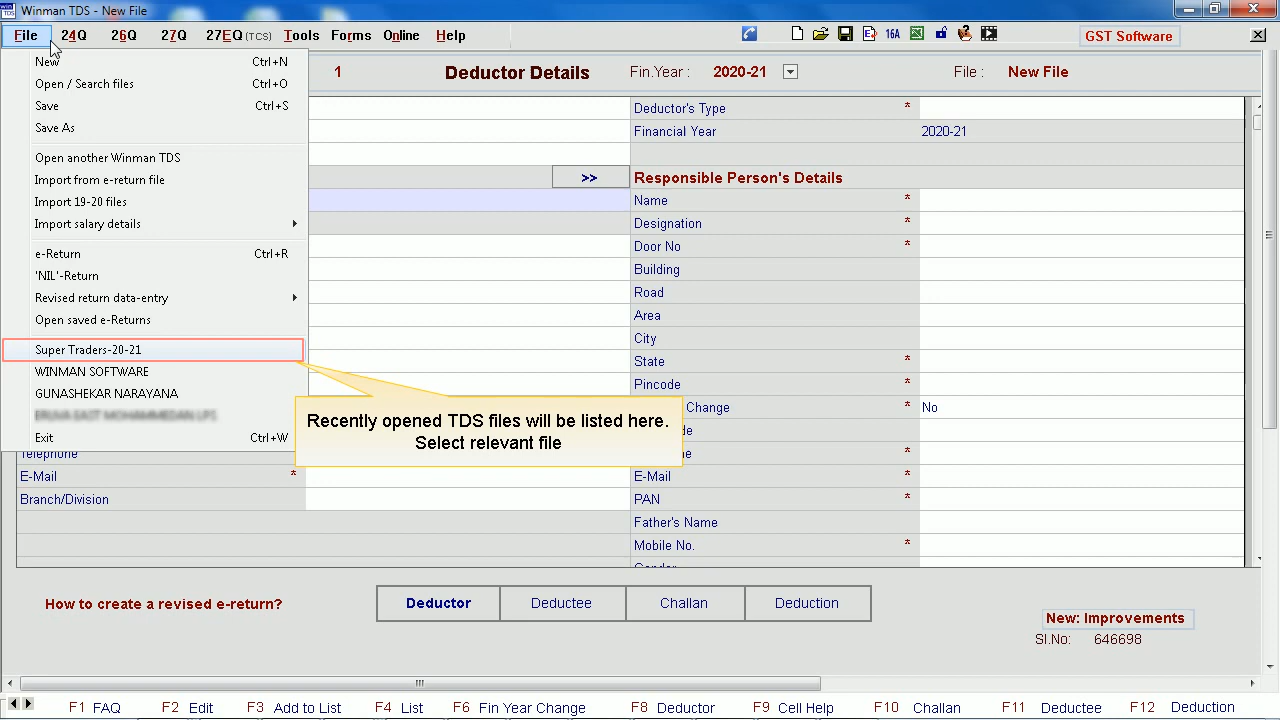 Winman TDS - New File
File 24Q 26Q 27Q 27EQ (TCS) Tools Forms Online Help 16A GST Software
New Ctrl+N
Open / Search files Ctrl+O
Save Ctrl+S
Save As
Open another Winman TDS
Import from e-return file
Import 19-20 files
Import salary details
e-Return Ctrl+R
'NIL'-Return
Revised return data-entry
Open saved e-Returns
Super Traders-20-21
WINMAN SOFTWARE
GUNASHEKAR NARAYANA
Exit Ctrl+W
1 Deductor Details Fin.Year : 2020-21 File : New File
Deductor's Type *
Financial Year 2020-21
>> Responsible Person's Details
Name *
Designation *
Door No *
Building
Road
Area
City
State *
Pincode *
Change No
Recently opened TDS files will be listed here.
Select relevant file
Telephone *
E-Mail * E-Mail *
Branch/Division PAN *
Father's Name
Mobile No. *
Gender
How to create a revised e-return? Deductor Deductee Challan Deduction
New: Improvements
Sl.No: 646698
F1 FAQ F2 Edit F3 Add to List F4 List F6 Fin Year Change F8 Deductor F9 Cell Help F10 Challan F11 Deductee F12 Deduction